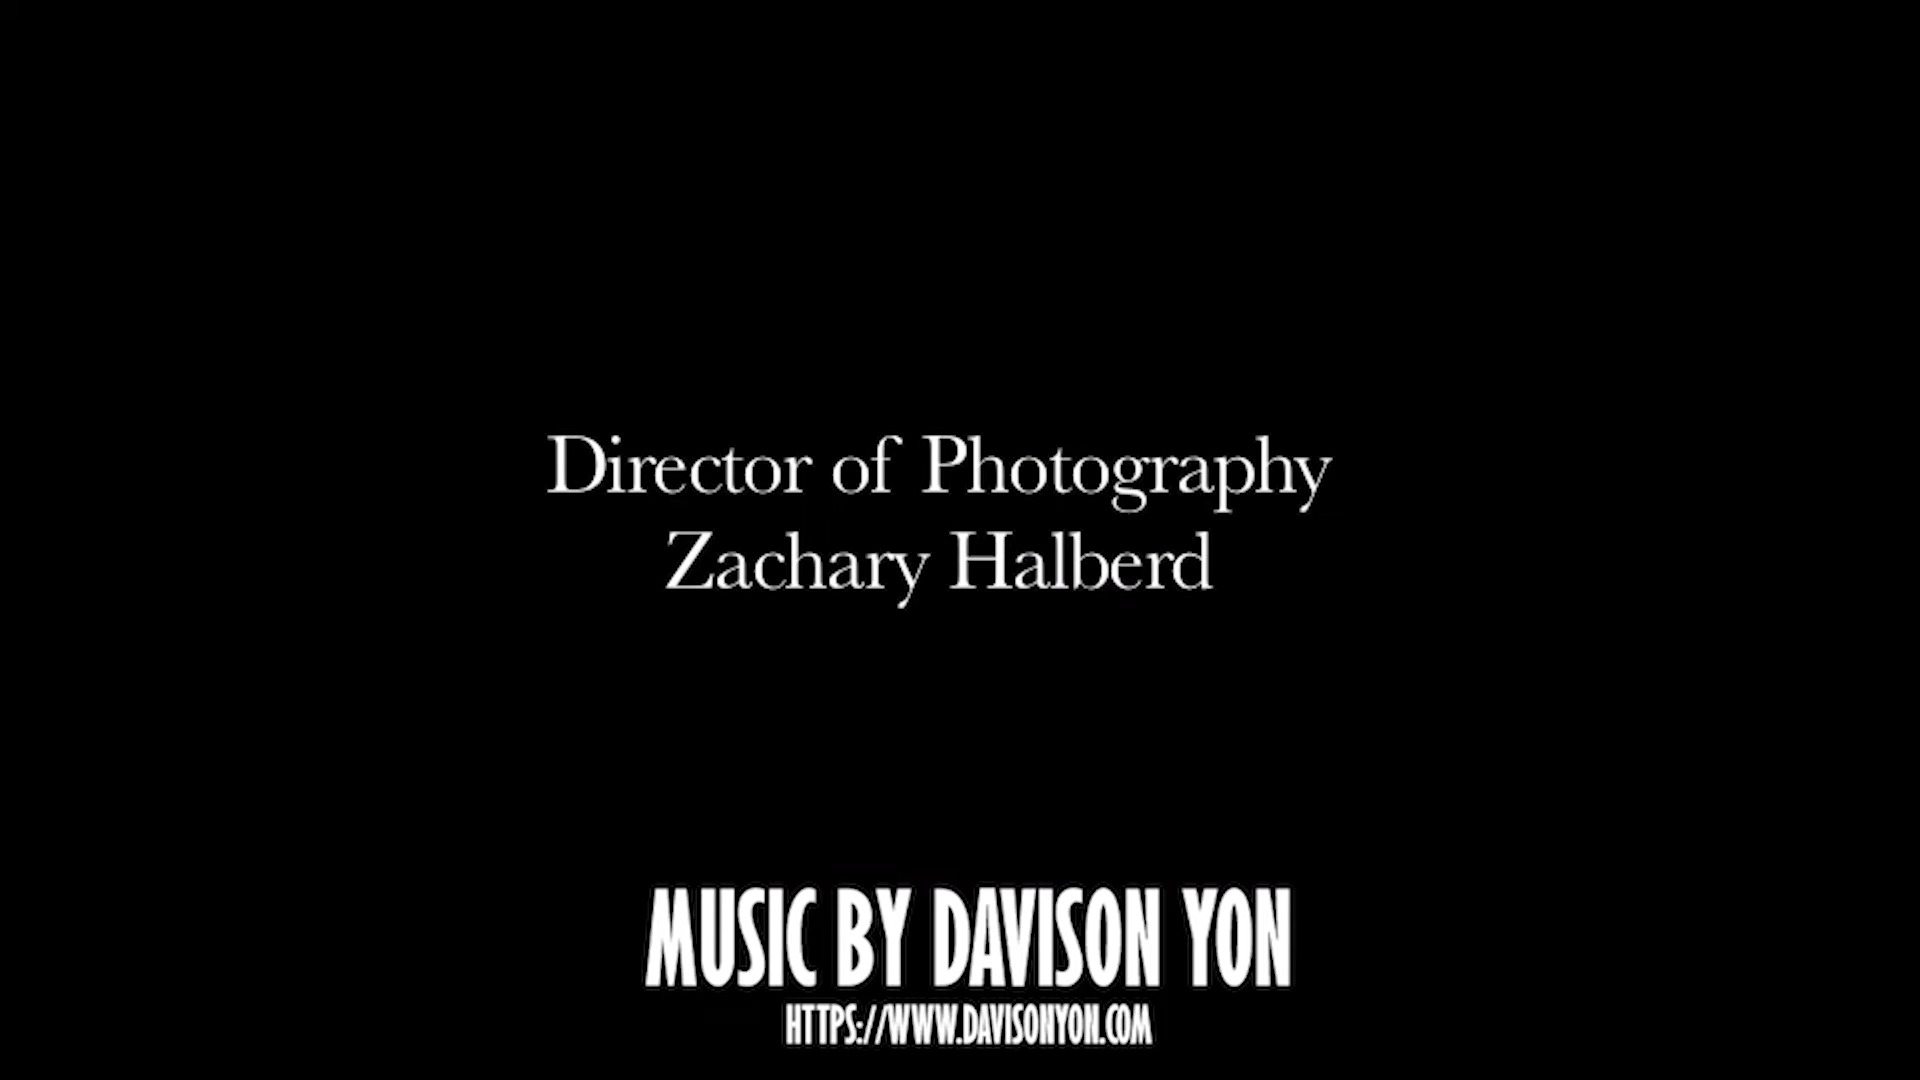 Director of Photography
Zachary Halberd
MUSIC BY DAVISON YON
HTTPS://WWW.DAVISONYON.COM